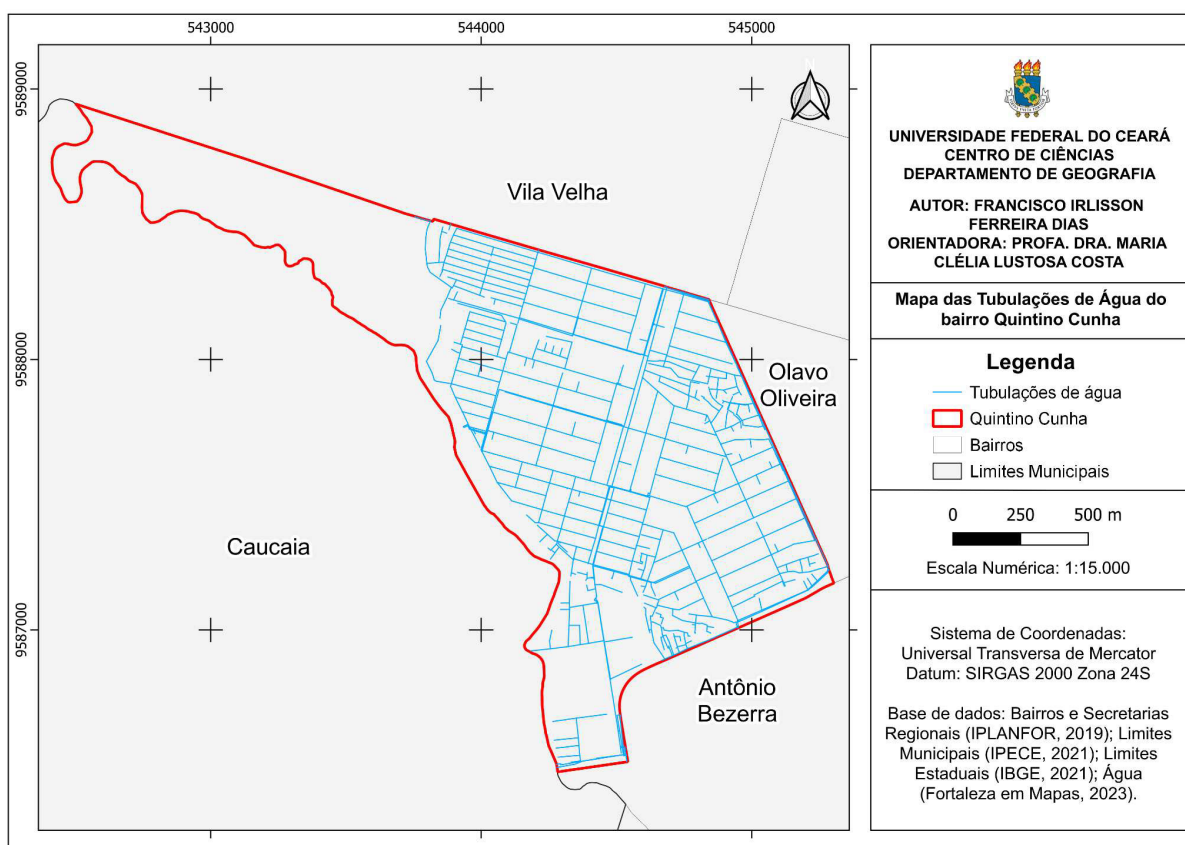 543000
544000
545000
9589000
9588000
9587000
N
Vila Velha
Olavo
Oliveira
Caucaia
Antônio
Bezerra
UNIVERSIDADE FEDERAL DO CEARÁ
CENTRO DE CIÊNCIAS
DEPARTAMENTO DE GEOGRAFIA
AUTOR: FRANCISCO IRLISSON
FERREIRA DIAS
ORIENTADORA: PROFA. DRA. MARIA
CLÉLIA LUSTOSA COSTA
Mapa das Tubulações de Água do
bairro Quintino Cunha
Legenda
Tubulações de água
Quintino Cunha
Bairros
Limites Municipais
0 250 500 m
Escala Numérica: 1:15.000
Sistema de Coordenadas:
Universal Transversa de Mercator
Datum: SIRGAS 2000 Zona 24S
Base de dados: Bairros e Secretarias
Regionais (IPLANFOR, 2019); Limites
Municipais (IPECE, 2021); Limites
Estaduais (IBGE, 2021); Água
(Fortaleza em Mapas, 2023).